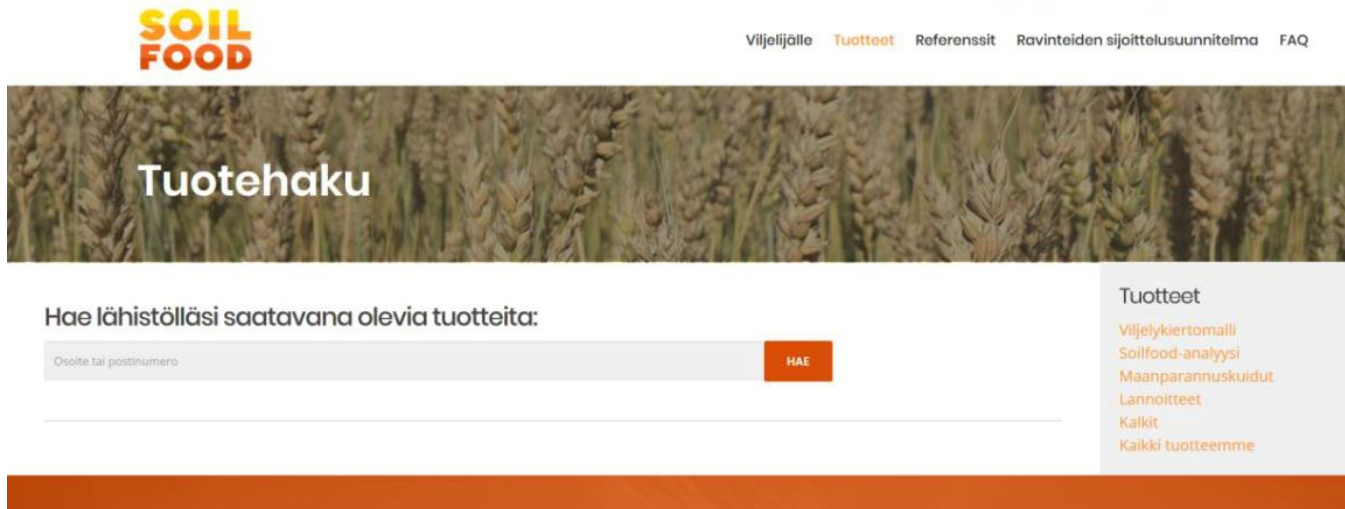 SOIL
FOOD
Viljelijälle Tuotteet Referenssit Ravinteiden sijoittelusuunnitelma FAQ
Tuotehaku
Hae lähistölläsi saatavana olevia tuotteita:
Osoite tai postinumero
HAE
Tuotteet
Viljelykiertomalli
Soilfood-analyysi
Maanparannuskuidut
Lannoitteet
Kalkit
Kaikki tuotteemme